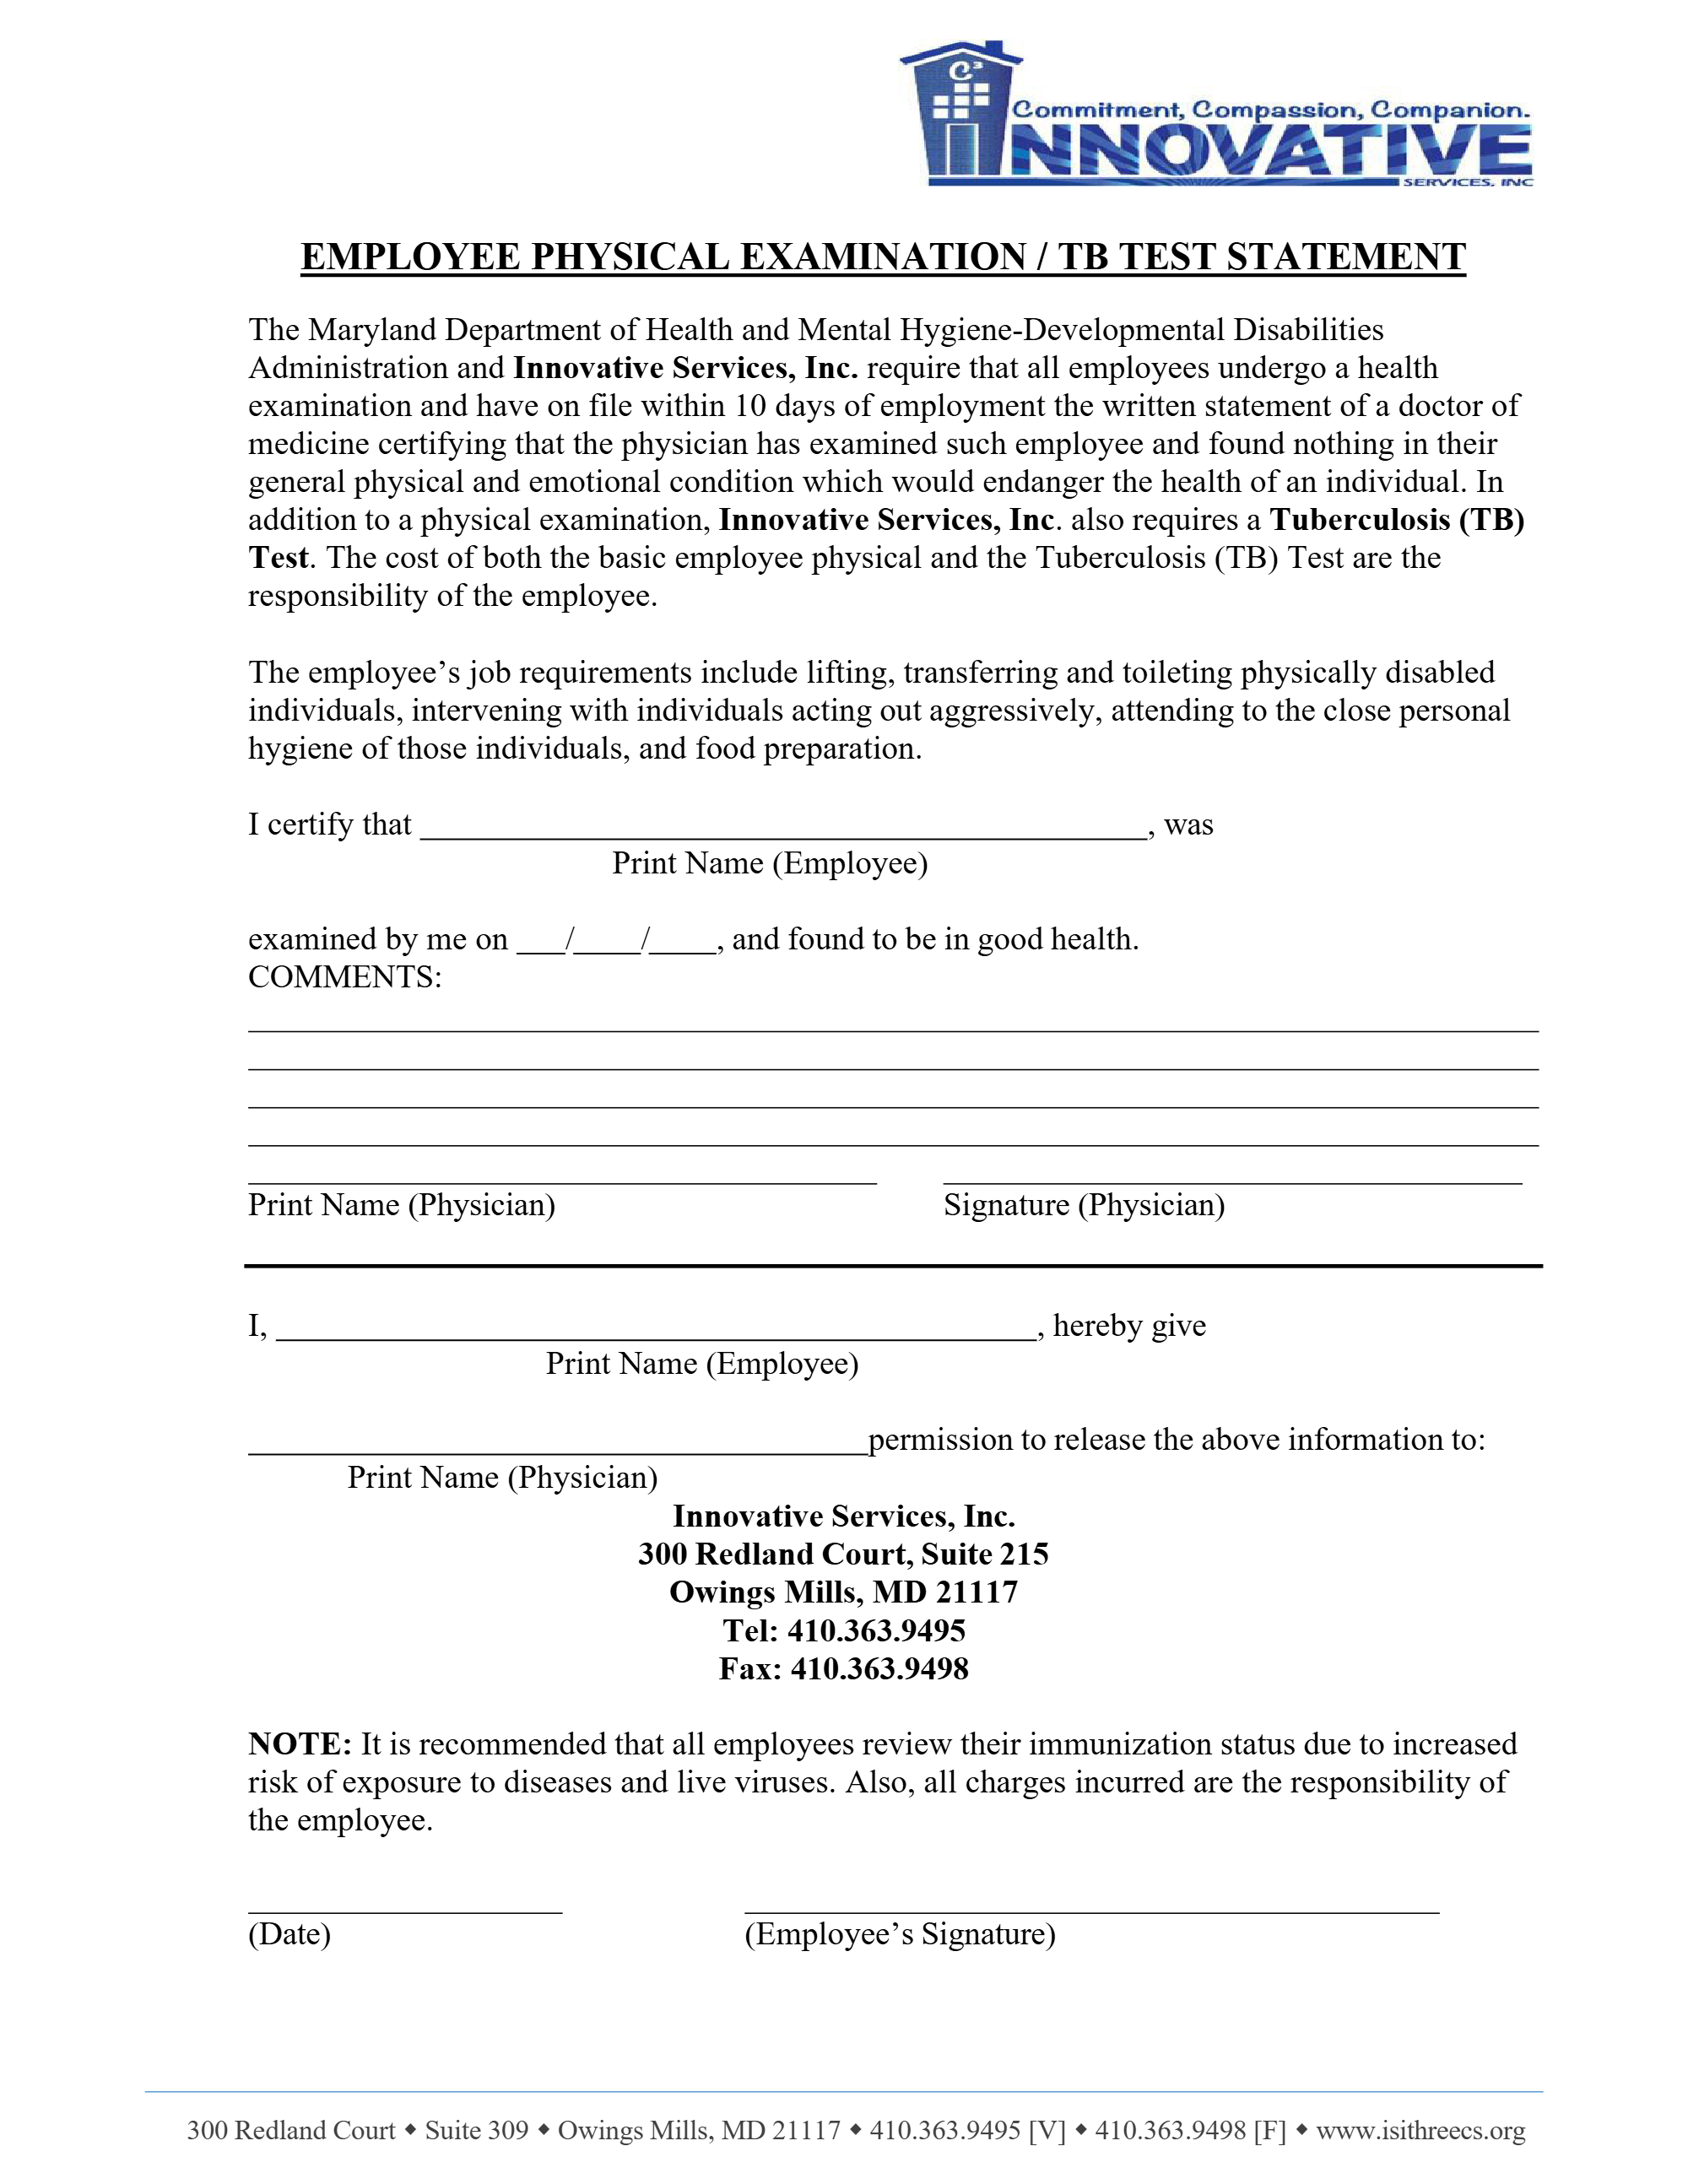 C³
Commitment, Compassion, Companion.
INNOVATIVE
SERVICES, INC
EMPLOYEE PHYSICAL EXAMINATION / TB TEST STATEMENT
The Maryland Department of Health and Mental Hygiene-Developmental Disabilities
Administration and Innovative Services, Inc. require that all employees undergo a health
examination and have on file within 10 days of employment the written statement of a doctor of
medicine certifying that the physician has examined such employee and found nothing in their
general physical and emotional condition which would endanger the health of an individual. In
addition to a physical examination, Innovative Services, Inc. also requires a Tuberculosis (TB)
Test. The cost of both the basic employee physical and the Tuberculosis (TB) Test are the
responsibility of the employee.
The employee’s job requirements include lifting, transferring and toileting physically disabled
individuals, intervening with individuals acting out aggressively, attending to the close personal
hygiene of those individuals, and food preparation.
I certify that ____________________________________________, was
Print Name (Employee)
examined by me on ___/____/____, and found to be in good health.
COMMENTS:
Print Name (Physician) Signature (Physician)
I, ______________________________________________, hereby give
Print Name (Employee)
_____________________________________permission to release the above information to:
Print Name (Physician)
Innovative Services, Inc.
300 Redland Court, Suite 215
Owings Mills, MD 21117
Tel: 410.363.9495
Fax: 410.363.9498
NOTE: It is recommended that all employees review their immunization status due to increased
risk of exposure to diseases and live viruses. Also, all charges incurred are the responsibility of
the employee.
(Date) (Employee’s Signature)
300 Redland Court ◆ Suite 309 ◆ Owings Mills, MD 21117 ◆ 410.363.9495 [V] ◆ 410.363.9498 [F] ◆ www.isithreecs.org